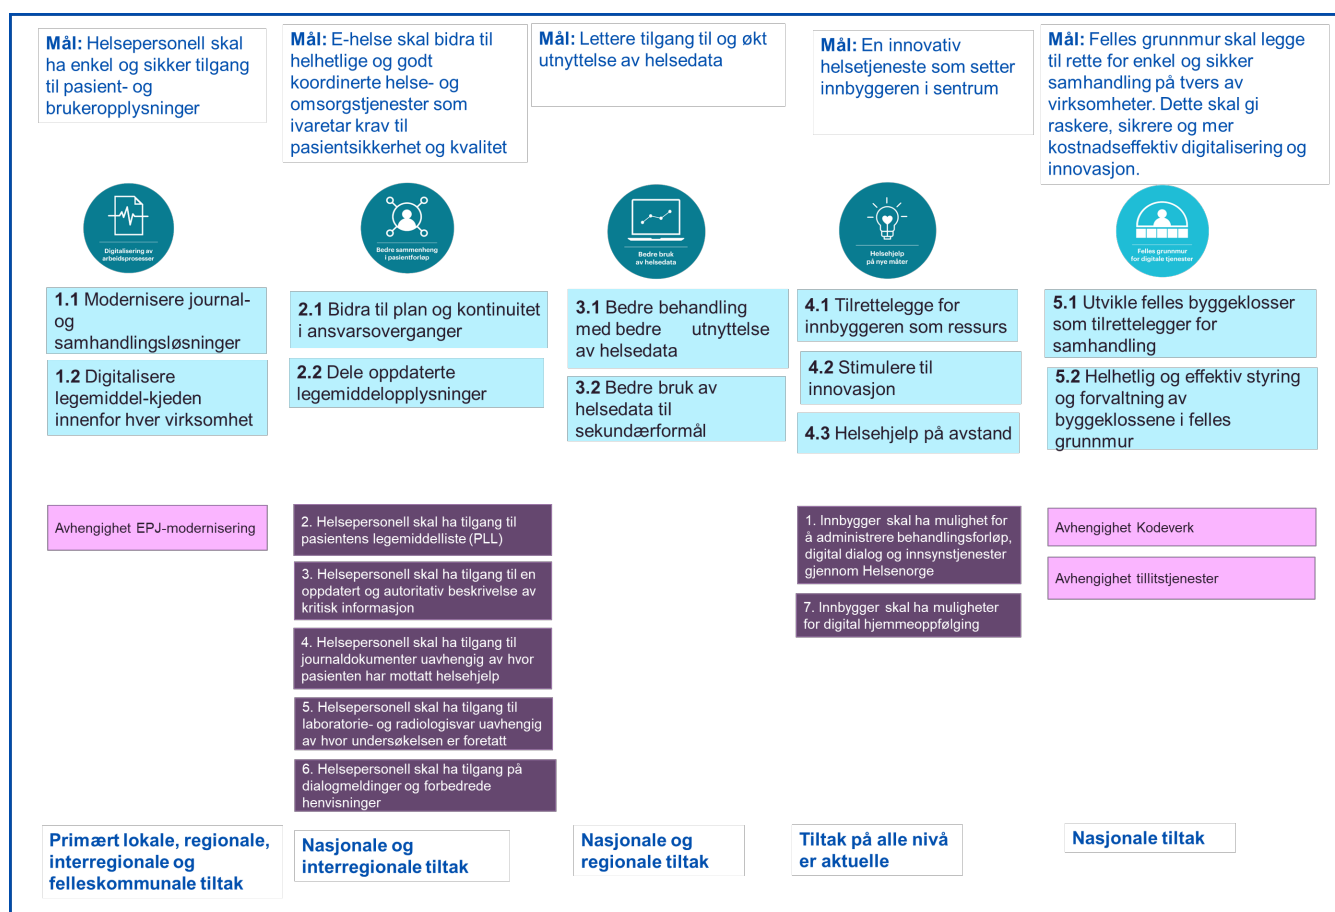 Mål: Helsepersonell skal
ha enkel og sikker tilgang
til pasient- og
brukeropplysninger
Mål: E-helse skal bidra til
helhetlige og godt
koordinerte helse- og
omsorgstjenester som
ivaretar krav til
pasientsikkerhet og kvalitet
Mål: Lettere tilgang til og økt
utnyttelse av helsedata
Mål: En innovativ
helsetjeneste som setter
innbyggeren i sentrum
Mål: Felles grunnmur skal legge
til rette for enkel og sikker
samhandling på tvers av
virksomheter. Dette skal gi
raskere, sikrere og mer
kostnadseffektiv digitalisering og
innovasjon.
Digitalisering av
arbeidsprosesser
Bedre sammenheng
i pasientforløp
Bedre bruk
av helsedata
Helsehjelp
på nye måter
Felles grunnmur
for digitale tjenester
1.1 Modernisere journal-
og
samhandlingsløsninger
1.2 Digitalisere
legemiddel-kjeden
innenfor hver virksomhet
2.1 Bidra til plan og kontinuitet
i ansvarsoverganger
2.2 Dele oppdaterte
legemiddelopplysninger
3.1 Bedre behandling
med bedre utnyttelse
av helsedata
3.2 Bedre bruk av
helsedata til
sekundærformål
4.1 Tilrettelegge for
innbyggeren som ressurs
4.2 Stimulere til
innovasjon
4.3 Helsehjelp på avstand
5.1 Utvikle felles byggeklosser
som tilrettelegger for
samhandling
5.2 Helhetlig og effektiv styring
og forvaltning av
byggeklossene i felles
grunnmur
Avhengighet EPJ-modernisering
2. Helsepersonell skal ha tilgang til
pasientens legemiddelliste (PLL)
3. Helsepersonell skal ha tilgang til en
oppdatert og autoritativ beskrivelse av
kritisk informasjon
4. Helsepersonell skal ha tilgang til
journaldokumenter uavhengig av hvor
pasienten har mottatt helsehjelp
5. Helsepersonell skal ha tilgang til
laboratorie- og radiologisvar uavhengig
av hvor undersøkelsen er foretatt
6. Helsepersonell skal ha tilgang på
dialogmeldinger og forbedrede
henvisninger
1. Innbygger skal ha mulighet for
å administrere behandlingsforløp,
digital dialog og innsynstjenester
gjennom Helsenorge
7. Innbygger skal ha muligheter
for digital hjemmeoppfølging
Avhengighet Kodeverk
Avhengighet tillitstjenester
Primært lokale, regionale,
interregionale og
felleskommunale tiltak
Nasjonale og
interregionale tiltak
Nasjonale og
regionale tiltak
Tiltak på alle nivå
er aktuelle
Nasjonale tiltak